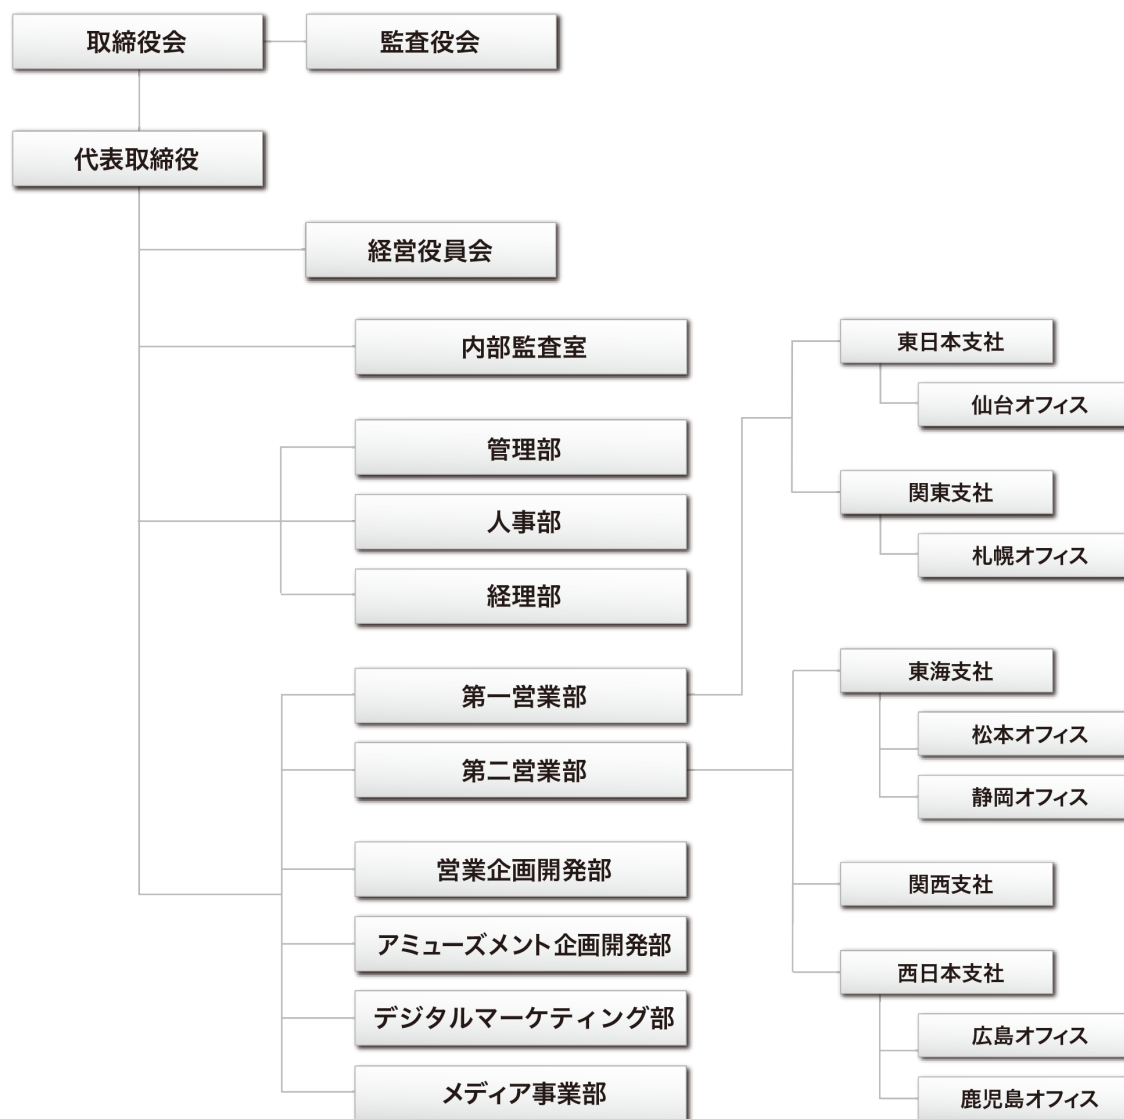 取締役会
監査役会
代表取締役
経営役員会
内部監査室
管理部
人事部
経理部
第一営業部
第二営業部
営業企画開発部
アミューズメント企画開発部
デジタルマーケティング部
メディア事業部
東日本支社
仙台オフィス
関東支社
札幌オフィス
東海支社
松本オフィス
静岡オフィス
関西支社
西日本支社
広島オフィス
鹿児島オフィス